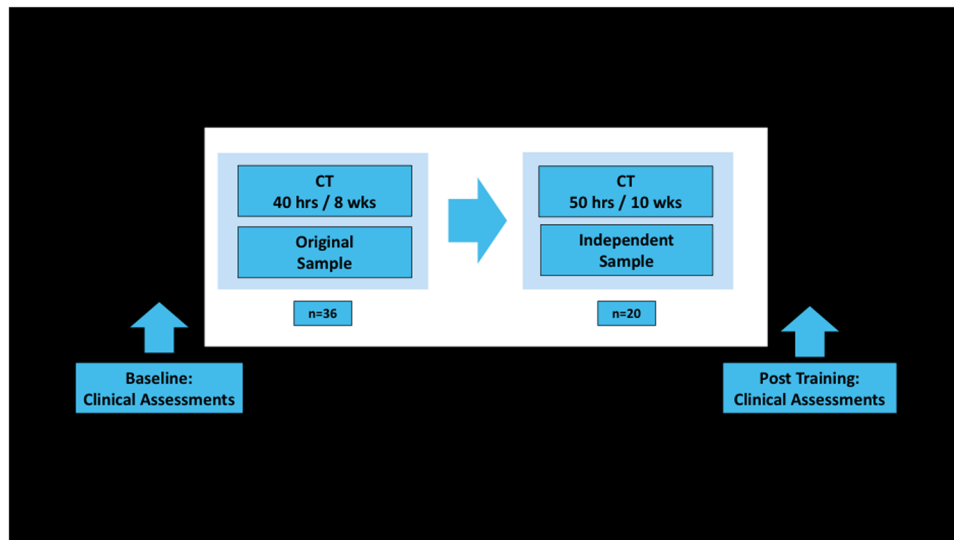 CT
40 hrs / 8 wks
Original
Sample
n=36
CT
50 hrs / 10 wks
Independent
Sample
n=20
Baseline:
Clinical Assessments
Post Training:
Clinical Assessments